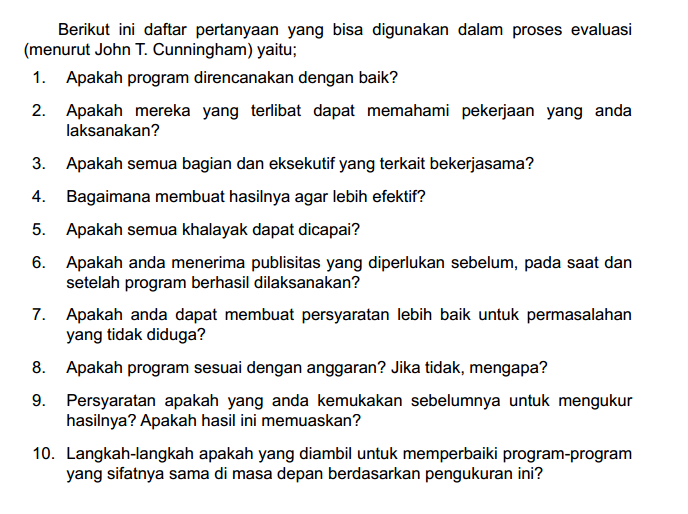 Berikut ini daftar pertanyaan yang bisa digunakan dalam proses evaluasi
(menurut John T. Cunningham) yaitu;
1. Apakah program direncanakan dengan baik?
2. Apakah mereka yang terlibat dapat memahami pekerjaan yang anda
laksanakan?
3. Apakah semua bagian dan eksekutif yang terkait bekerjasama?
4. Bagaimana membuat hasilnya agar lebih efektif?
5. Apakah semua khalayak dapat dicapai?
6. Apakah anda menerima publisitas yang diperlukan sebelum, pada saat dan
setelah program berhasil dilaksanakan?
7. Apakah anda dapat membuat persyaratan lebih baik untuk permasalahan
yang tidak diduga?
8. Apakah program sesuai dengan anggaran? Jika tidak, mengapa?
9. Persyaratan apakah yang anda kemukakan sebelumnya untuk mengukur
hasilnya? Apakah hasil ini memuaskan?
10. Langkah-langkah apakah yang diambil untuk memperbaiki program-program
yang sifatnya sama di masa depan berdasarkan pengukuran ini?